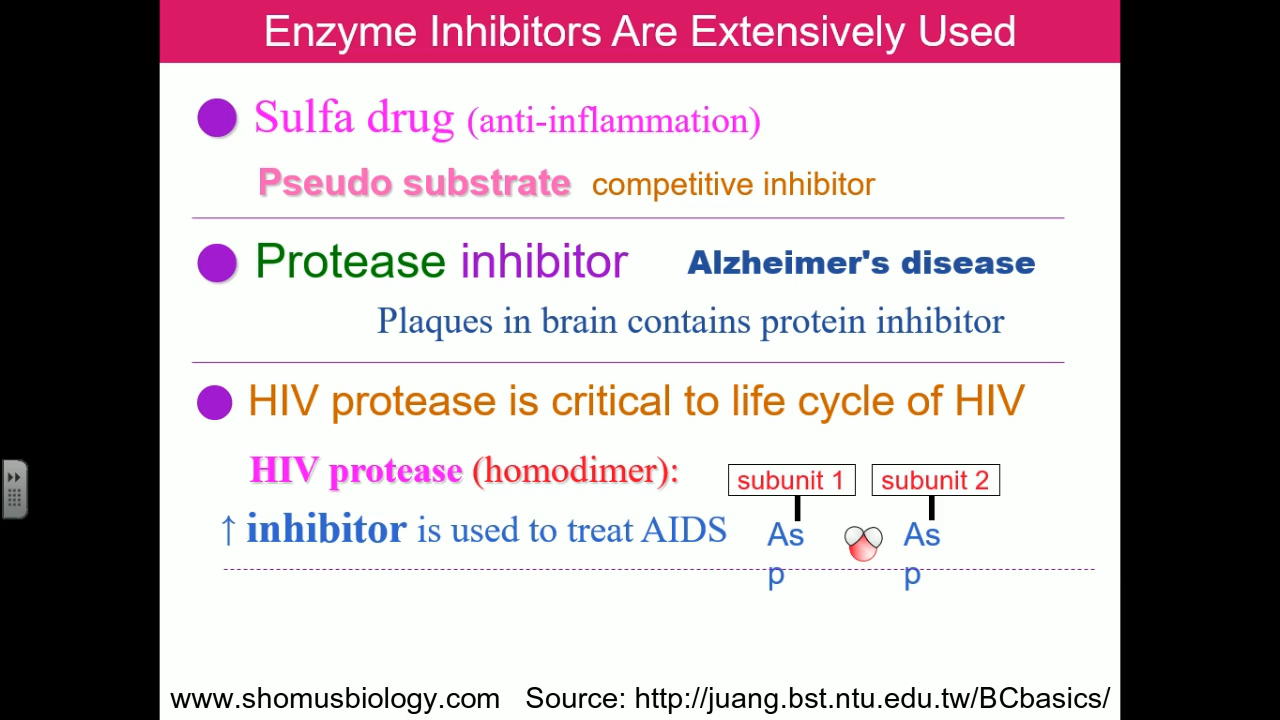 Enzyme Inhibitors Are Extensively Used
Sulfa drug (anti-inflammation)
Pseudo substrate competitive inhibitor
Protease inhibitor Alzheimer's disease
Plaques in brain contains protein inhibitor
HIV protease is critical to life cycle of HIV
HIV protease (homodimer):
subunit 1 subunit 2
↑ inhibitor is used to treat AIDS
As As
p p
www.shomusbiology.com Source: http://juang.bst.ntu.edu.tw/BCbasics/